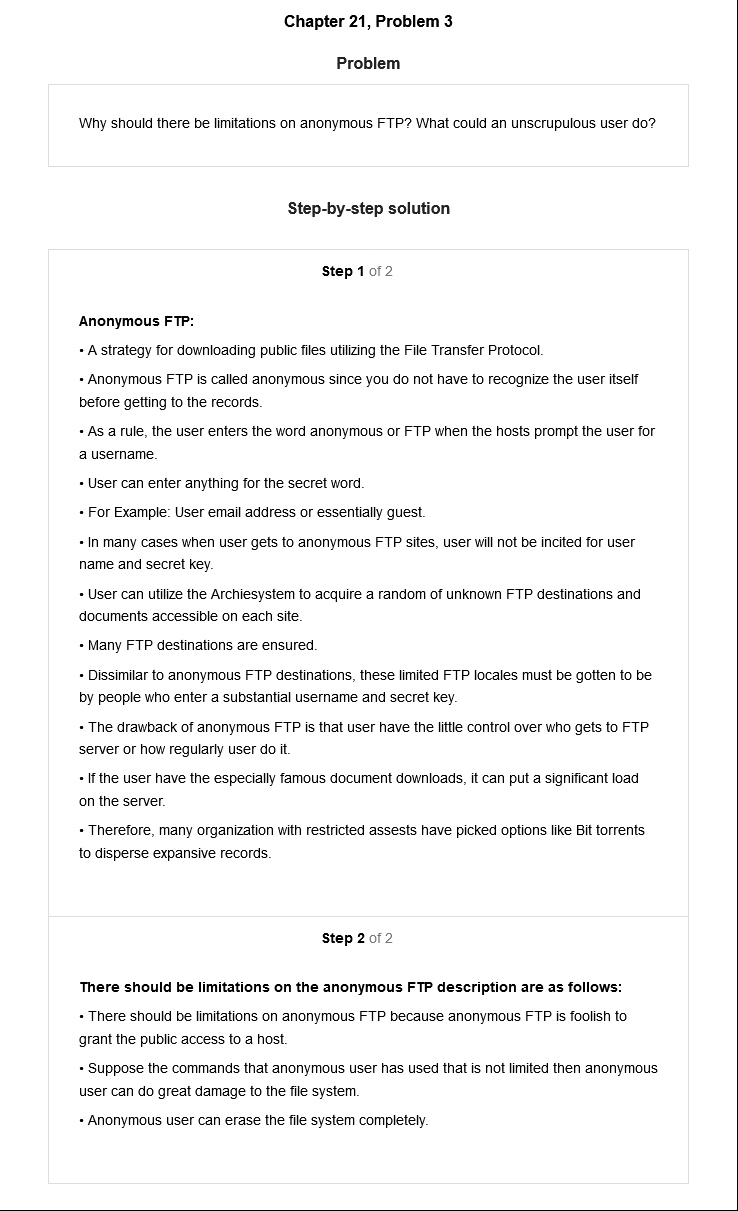 Chapter 21, Problem 3
Problem
Why should there be limitations on anonymous FTP? What could an unscrupulous user do?
Step-by-step solution
Step 1 of 2
Anonymous FTP:
• A strategy for downloading public files utilizing the File Transfer Protocol.
• Anonymous FTP is called anonymous since you do not have to recognize the user itself
before getting to the records.
• As a rule, the user enters the word anonymous or FTP when the hosts prompt the user for
a username.
• User can enter anything for the secret word.
• For Example: User email address or essentially guest.
• In many cases when user gets to anonymous FTP sites, user will not be incited for user
name and secret key.
• User can utilize the Archiesystem to acquire a random of unknown FTP destinations and
documents accessible on each site.
• Many FTP destinations are ensured.
• Dissimilar to anonymous FTP destinations, these limited FTP locales must be gotten to be
by people who enter a substantial username and secret key.
• The drawback of anonymous FTP is that user have the little control over who gets to FTP
server or how regularly user do it.
• If the user have the especially famous document downloads, it can put a significant load
on the server.
• Therefore, many organization with restricted assests have picked options like Bit torrents
to disperse expansive records.
Step 2 of 2
There should be limitations on the anonymous FTP description are as follows:
• There should be limitations on anonymous FTP because anonymous FTP is foolish to
grant the public access to a host.
• Suppose the commands that anonymous user has used that is not limited then anonymous
user can do great damage to the file system.
• Anonymous user can erase the file system completely.